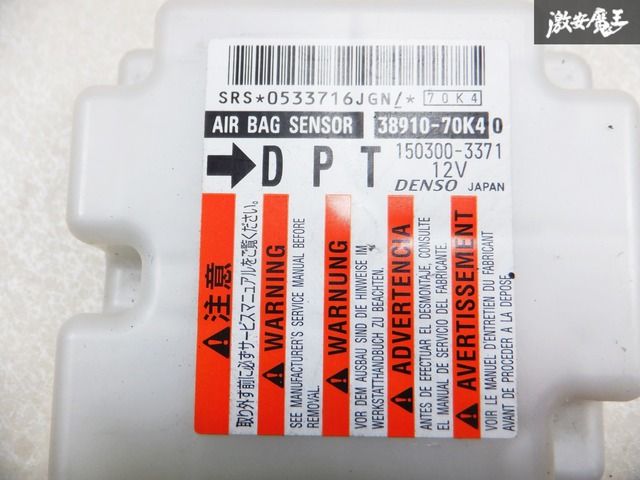 激安魔王
SRS*0533716JGN/* 70K4
AIR BAG SENSOR 38910-70K40
DPT 150300-3371
12V
DENSO JAPAN
注意
取り外す前に必ずサービスマニュアルをご覧ください。
WARNING
SEE MANUFACTURER'S SERVICE MANUAL BEFORE
REMOVAL.
WARNUNG
VOR DEM AUSBAU SIND DIE HINWEISE IM
WERKSTATTHANDBUCH ZU BEACHTEN.
ADVERTENCIA
ANTES DE EFECTUAR EL DESMONTAJE, CONSULTE
EL MANUAL DE SERVICIO DEL FABRICANTE.
AVERTISSEMENT
VOIR LE MANUEL D'ENTRETIEN DU FABRICANT
AVANT DE PROCEDER A LA DEPOSE.